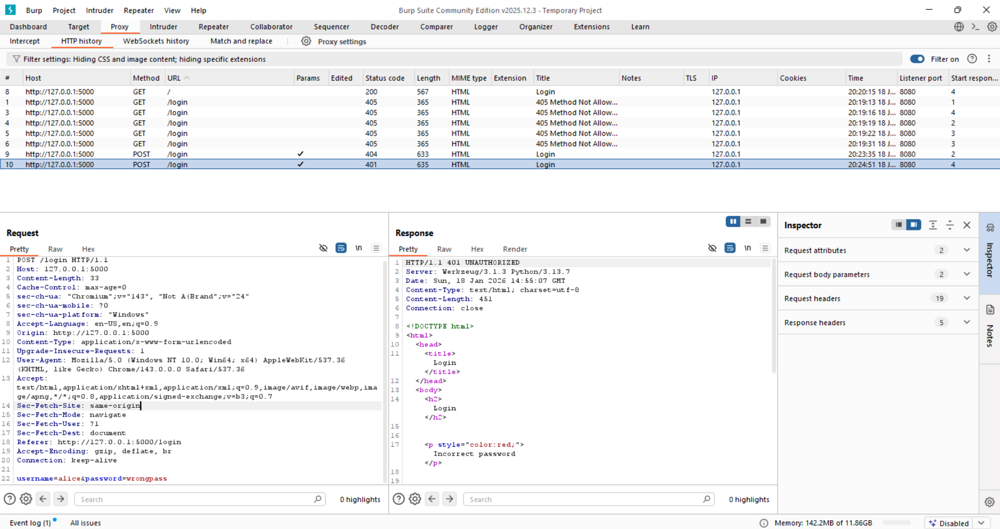 Burp Project Intruder Repeater View Help Burp Suite Community Edition v2025.12.3 - Temporary Project
Dashboard Target Proxy Intruder Repeater Collaborator Sequencer Decoder Comparer Logger Organizer Extensions Learn
Intercept HTTP history WebSockets history Match and replace Proxy settings
Filter settings: Hiding CSS and image content; hiding specific extensions Filter on
# Host Method URL Params Edited Status code Length MIME type Extension Title Notes TLS IP Cookies Time Listener port Start respon...
8 http://127.0.0.1:5000 GET / 200 567 HTML Login 127.0.0.1 20:20:15 18 J... 8080 4
1 http://127.0.0.1:5000 GET /login 405 365 HTML 405 Method Not Allow... 127.0.0.1 20:19:13 18 J... 8080 1
3 http://127.0.0.1:5000 GET /login 405 365 HTML 405 Method Not Allow... 127.0.0.1 20:19:16 18 J... 8080 4
4 http://127.0.0.1:5000 GET /login 405 365 HTML 405 Method Not Allow... 127.0.0.1 20:19:19 18 J... 8080 2
5 http://127.0.0.1:5000 GET /login 405 365 HTML 405 Method Not Allow... 127.0.0.1 20:19:22 18 J... 8080 3
6 http://127.0.0.1:5000 GET /login 405 365 HTML 405 Method Not Allow... 127.0.0.1 20:19:31 18 J... 8080 3
9 http://127.0.0.1:5000 POST /login ✓ 404 633 HTML Login 127.0.0.1 20:23:35 18 J... 8080 2
10 http://127.0.0.1:5000 POST /login ✓ 401 635 HTML Login 127.0.0.1 20:24:51 18 J... 8080 4
Request
Pretty Raw Hex \n
1 POST /login HTTP/1.1
2 Host: 127.0.0.1:5000
3 Content-Length: 33
4 Cache-Control: max-age=0
5 sec-ch-ua: "Chromium";v="143", "Not A(Brand";v="24"
6 sec-ch-ua-mobile: ?0
7 sec-ch-ua-platform: "Windows"
8 Accept-Language: en-US,en;q=0.9
9 Origin: http://127.0.0.1:5000
10 Content-Type: application/x-www-form-urlencoded
11 Upgrade-Insecure-Requests: 1
12 User-Agent: Mozilla/5.0 (Windows NT 10.0; Win64; x64) AppleWebKit/537.36
(KHTML, like Gecko) Chrome/143.0.0.0 Safari/537.36
13 Accept:
text/html,application/xhtml+xml,application/xml;q=0.9,image/avif,image/webp,ima
ge/apng,*/*;q=0.8,application/signed-exchange;v=b3;q=0.7
14 Sec-Fetch-Site: same-origin
15 Sec-Fetch-Mode: navigate
16 Sec-Fetch-User: ?1
17 Sec-Fetch-Dest: document
18 Referer: http://127.0.0.1:5000/login
19 Accept-Encoding: gzip, deflate, br
20 Connection: keep-alive
21
22 username=alice&password=wrongpass
Search 0 highlights
Response
Pretty Raw Hex Render \n
1 HTTP/1.1 401 UNAUTHORIZED
2 Server: Werkzeug/3.1.3 Python/3.13.7
3 Date: Sun, 18 Jan 2026 14:55:07 GMT
4 Content-Type: text/html; charset=utf-8
5 Content-Length: 451
6 Connection: close
7
8 <!DOCTYPE html>
9 <html>
10 <head>
11 <title>
Login
</title>
12 </head>
13 <body>
14 <h2>
Login
</h2>
15
16
17 <p style="color:red;">
Incorrect password
</p>
18
19
Search 0 highlights
Inspector
Request attributes 2
Request body parameters 2
Request headers 19
Response headers 5
Inspector
Notes
Event log (1) All issues Memory: 142.2MB of 11.86GB Disabled